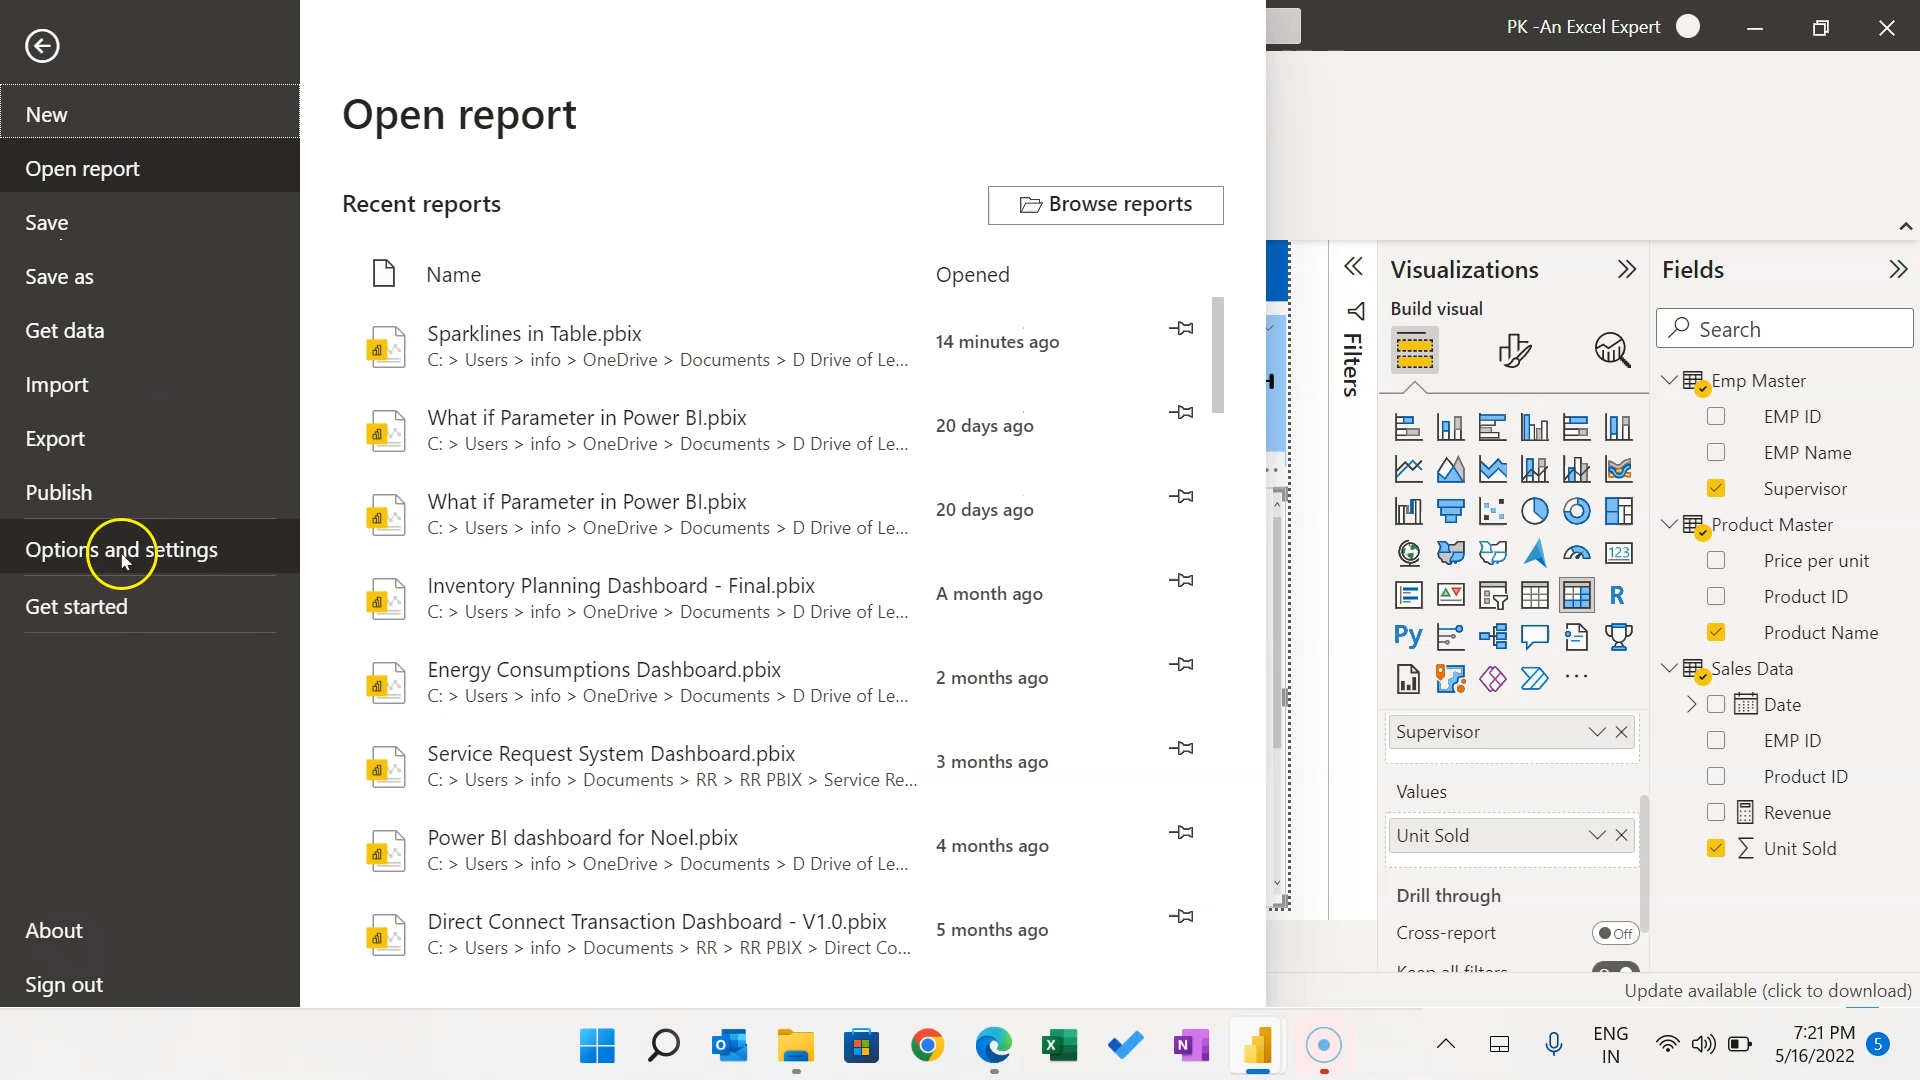 PK -An Excel Expert
New
Open report
Save
Save as
Get data
Import
Export
Publish
Options and settings
Get started
About
Sign out
Open report
Recent reports
Browse reports
Name
Opened
Sparklines in Table.pbix
C: > Users > info > OneDrive > Documents > D Drive of Le...
14 minutes ago
What if Parameter in Power BI.pbix
C: > Users > info > OneDrive > Documents > D Drive of Le...
20 days ago
What if Parameter in Power BI.pbix
C: > Users > info > OneDrive > Documents > D Drive of Le...
20 days ago
Inventory Planning Dashboard - Final.pbix
C: > Users > info > OneDrive > Documents > D Drive of Le...
A month ago
Energy Consumptions Dashboard.pbix
C: > Users > info > OneDrive > Documents > D Drive of Le...
2 months ago
Service Request System Dashboard.pbix
C: > Users > info > Documents > RR > RR PBIX > Service Re...
3 months ago
Power BI dashboard for Noel.pbix
C: > Users > info > OneDrive > Documents > D Drive of Le...
4 months ago
Direct Connect Transaction Dashboard - V1.0.pbix
C: > Users > info > Documents > RR > RR PBIX > Direct Co...
5 months ago
Filters
Visualizations
Build visual
123
R
Py
Supervisor
Values
Unit Sold
Drill through
Cross-report
Off
Keep all filters
Fields
Search
Emp Master
EMP ID
EMP Name
Supervisor
Product Master
Price per unit
Product ID
Product Name
Sales Data
Date
EMP ID
Product ID
Revenue
Unit Sold
Update available (click to download)
ENG
IN
7:21 PM
5/16/2022
5